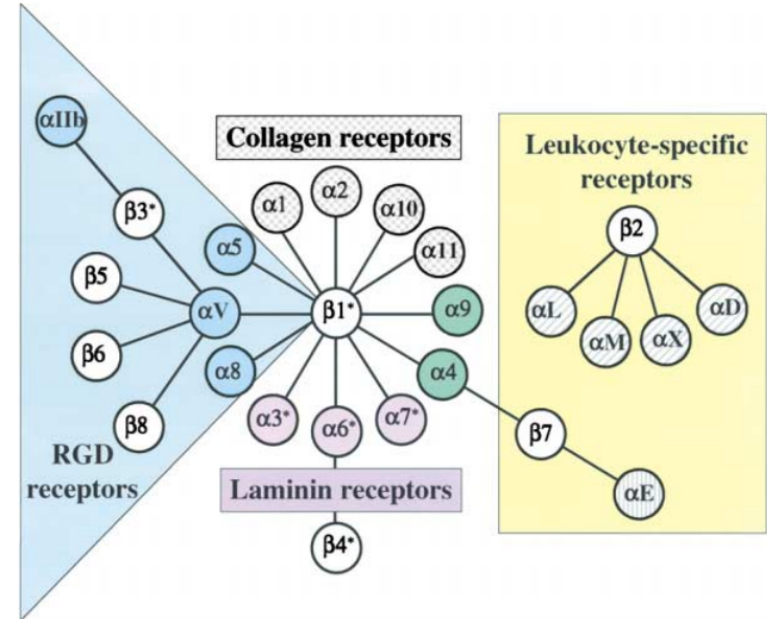 αIIb
Collagen receptors
Leukocyte-specific
receptors
β3*
α1
α2
α10
α11
β2
α5
β5
αV
β1*
α9
αL
αM
αX
αD
β6
α8
α4
β8
α3*
α6*
α7*
β7
RGD
receptors
Laminin receptors
αE
β4*